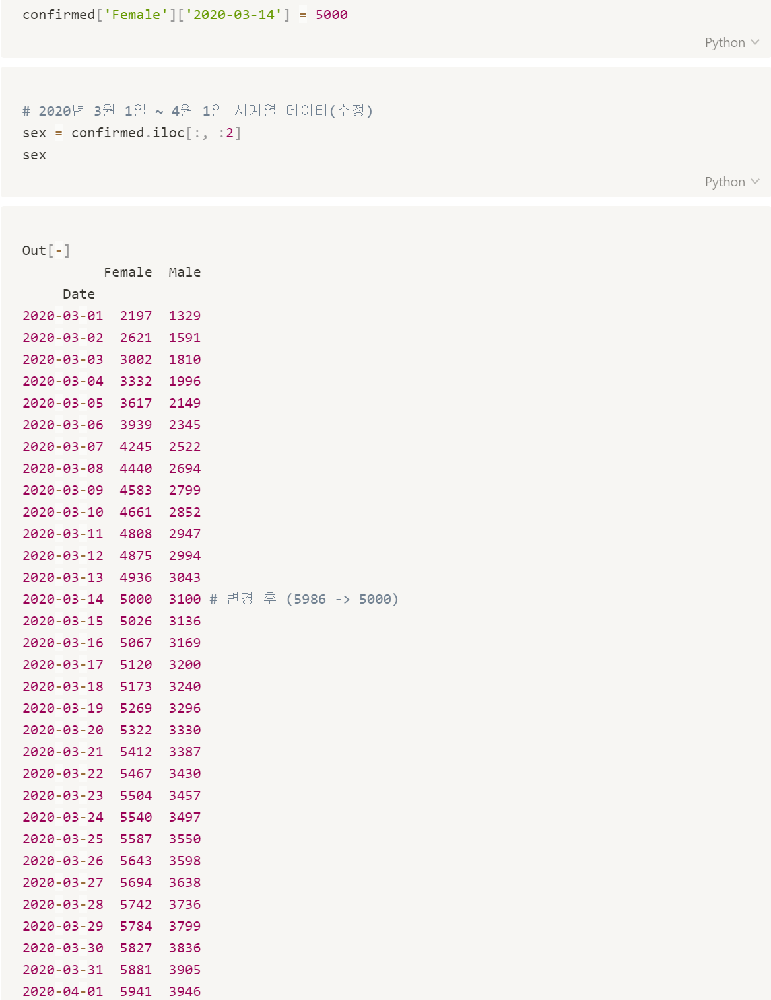 confirmed['Female']['2020-03-14'] = 5000
Python
# 2020년 3월 1일 ~ 4월 1일 시계열 데이터(수정)
sex = confirmed.iloc[:, :2]
sex
Python
Out[-]
Female  Male
Date
2020-03-01  2197  1329
2020-03-02  2621  1591
2020-03-03  3002  1810
2020-03-04  3332  1996
2020-03-05  3617  2149
2020-03-06  3939  2345
2020-03-07  4245  2522
2020-03-08  4440  2694
2020-03-09  4583  2799
2020-03-10  4661  2852
2020-03-11  4808  2947
2020-03-12  4875  2994
2020-03-13  4936  3043
2020-03-14  5000  3100 # 변경 후 (5986 -> 5000)
2020-03-15  5026  3136
2020-03-16  5067  3169
2020-03-17  5120  3200
2020-03-18  5173  3240
2020-03-19  5269  3296
2020-03-20  5322  3330
2020-03-21  5412  3387
2020-03-22  5467  3430
2020-03-23  5504  3457
2020-03-24  5540  3497
2020-03-25  5587  3550
2020-03-26  5643  3598
2020-03-27  5694  3638
2020-03-28  5742  3736
2020-03-29  5784  3799
2020-03-30  5827  3836
2020-03-31  5881  3905
2020-04-01  5941  3946